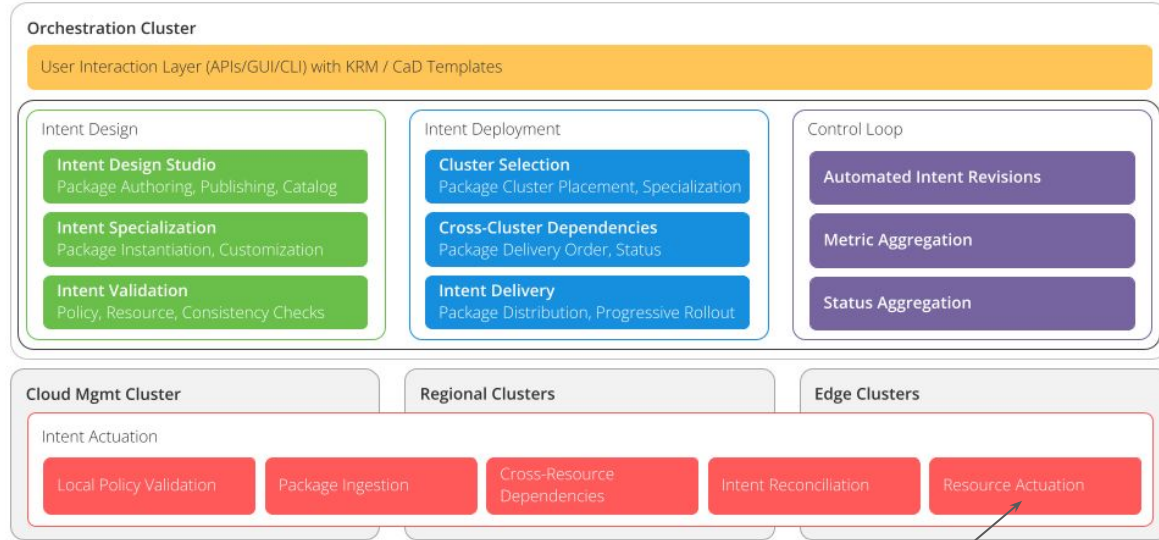 Orchestration Cluster
User Interaction Layer (APIs/GUI/CLI) with KRM / CaD Templates
Intent Design
Intent Design Studio
Package Authoring, Publishing, Catalog
Intent Specialization
Package Instantiation, Customization
Intent Validation
Policy, Resource, Consistency Checks
Intent Deployment
Cluster Selection
Package Cluster Placement, Specialization
Cross-Cluster Dependencies
Package Delivery Order, Status
Intent Delivery
Package Distribution, Progressive Rollout
Control Loop
Automated Intent Revisions
Metric Aggregation
Status Aggregation
Cloud Mgmt Cluster
Regional Clusters
Edge Clusters
Intent Actuation
Local Policy Validation
Package Ingestion
Cross-Resource
Dependencies
Intent Reconciliation
Resource Actuation